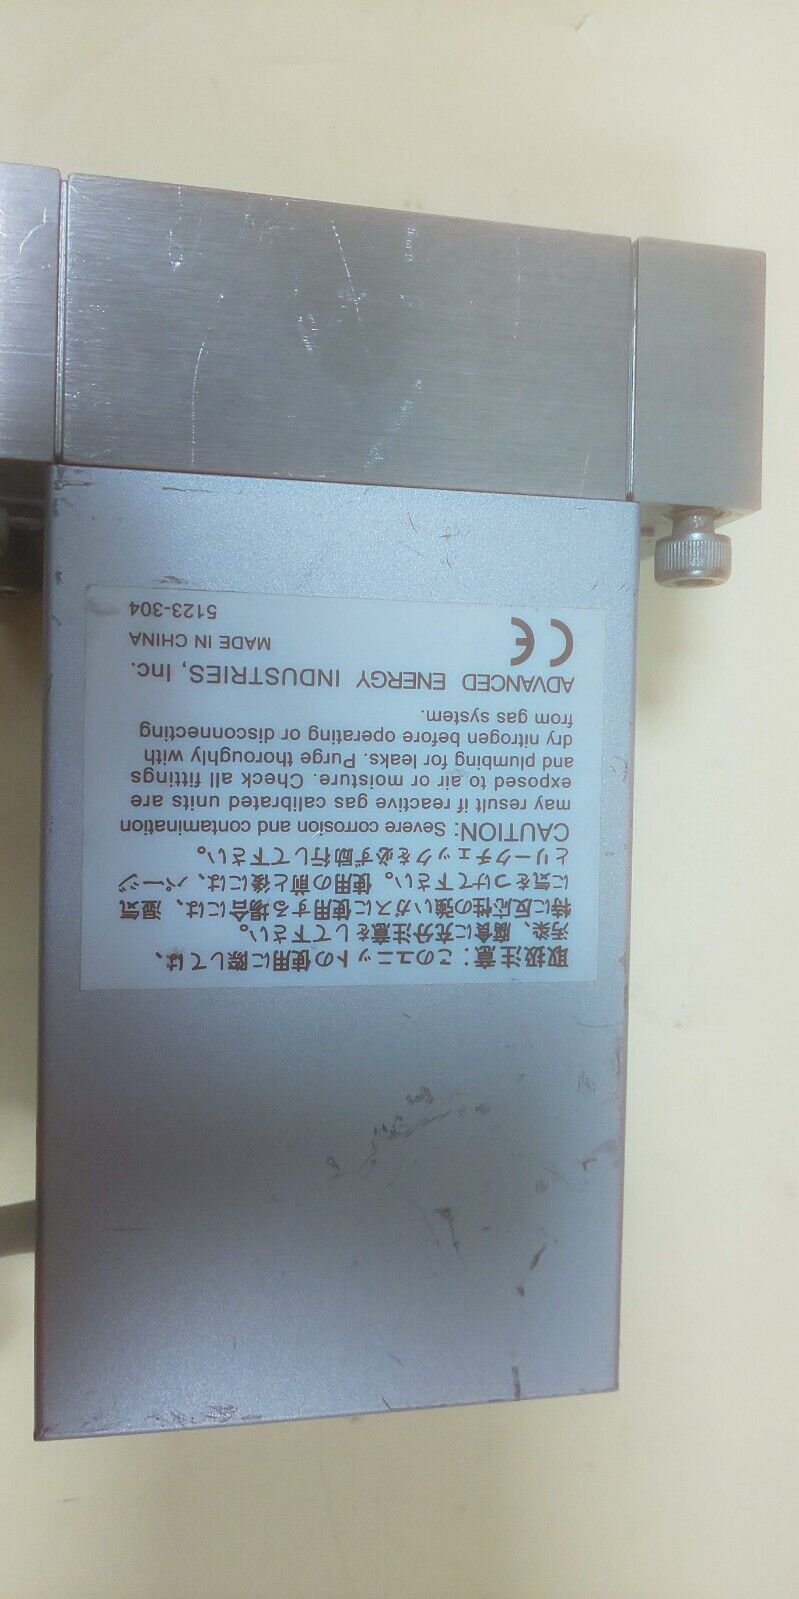 取扱注意：このユニットの使用に際しては、
汚染、腐食に充分注意をして下さい。
特に反応性の強いガスに使用する場合には、湿気
に気をつけて下さい。使用の前と後には、パージ
とリークチェックを必ず励行して下さい。
CAUTION: Severe corrosion and contamination
may result if reactive gas calibrated units are
exposed to air or moisture. Check all fittings
and plumbing for leaks. Purge thoroughly with
dry nitrogen before operating or disconnecting
from gas system.
ADVANCED ENERGY INDUSTRIES, Inc.
CE MADE IN CHINA
5123-304